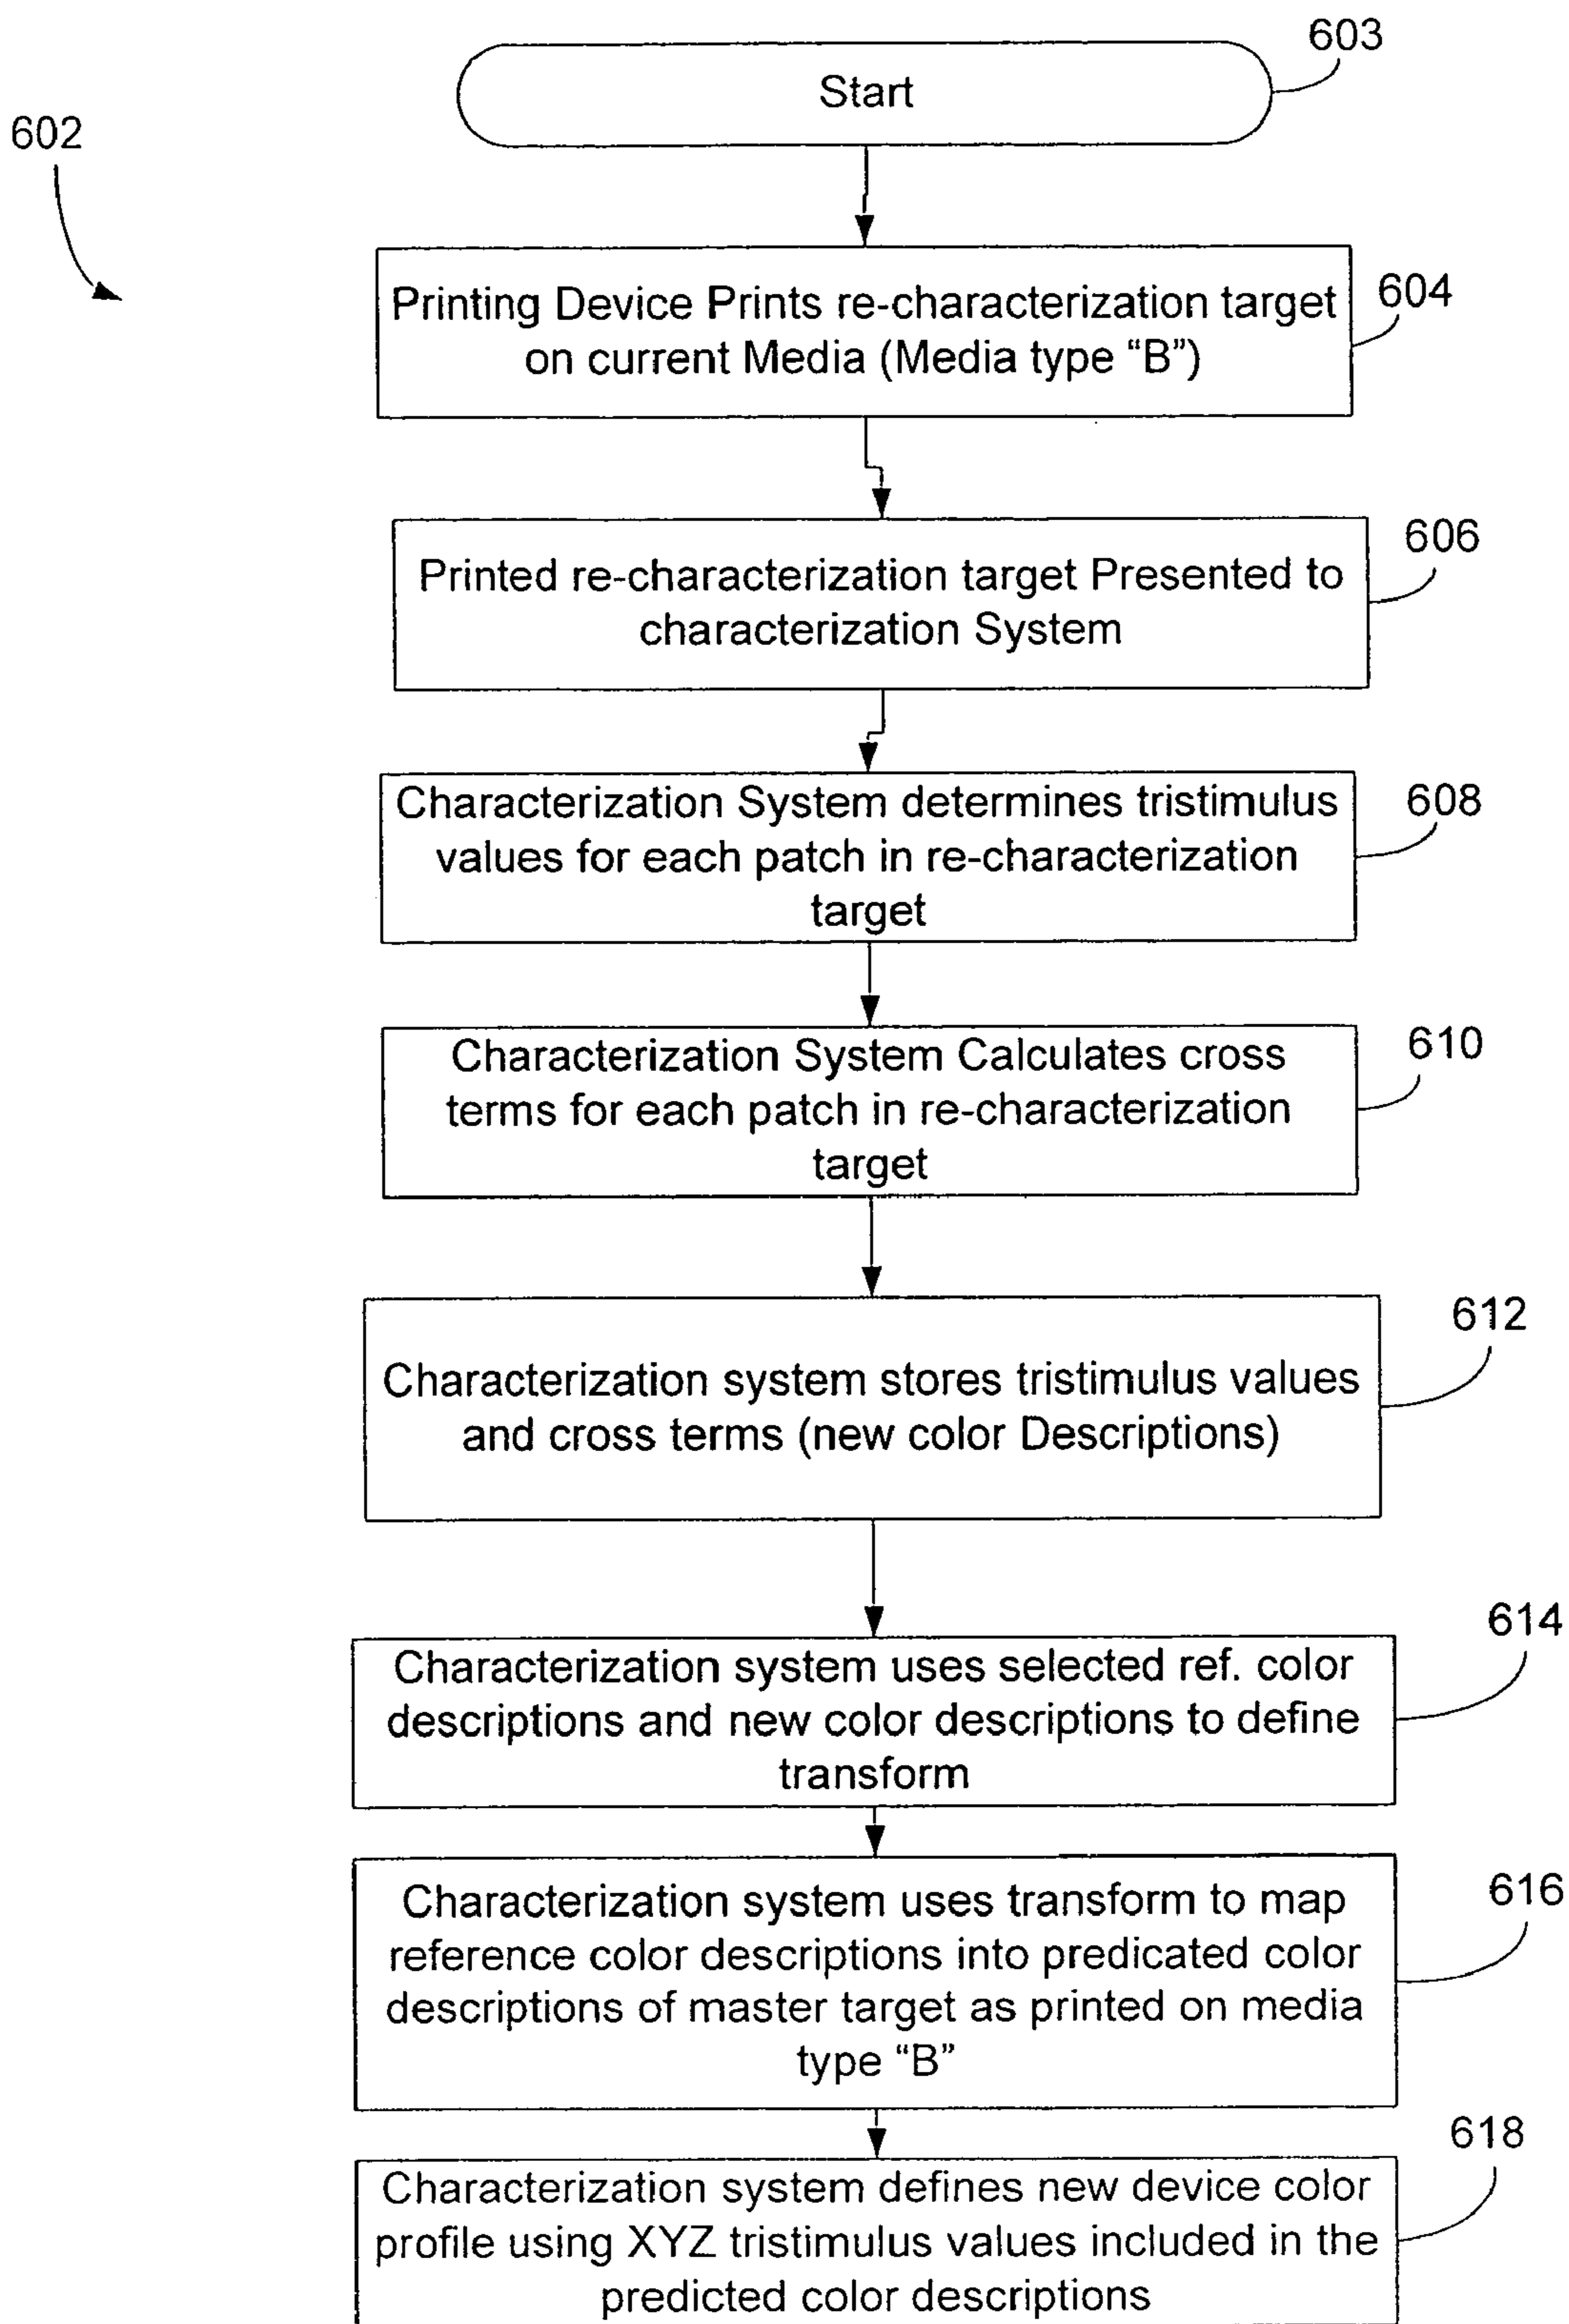 603
Start
602
Printing Device Prints re-characterization target
on current Media (Media type “B”)
604
Printed re-characterization target Presented to
characterization System
606
Characterization System determines tristimulus
values for each patch in re-characterization
target
608
Characterization System Calculates cross
terms for each patch in re-characterization
target
610
Characterization system stores tristimulus values
and cross terms (new color Descriptions)
612
Characterization system uses selected ref. color
descriptions and new color descriptions to define
transform
614
Characterization system uses transform to map
reference color descriptions into predicated color
descriptions of master target as printed on media
type “B”
616
Characterization system defines new device color
profile using XYZ tristimulus values included in the
predicted color descriptions
618